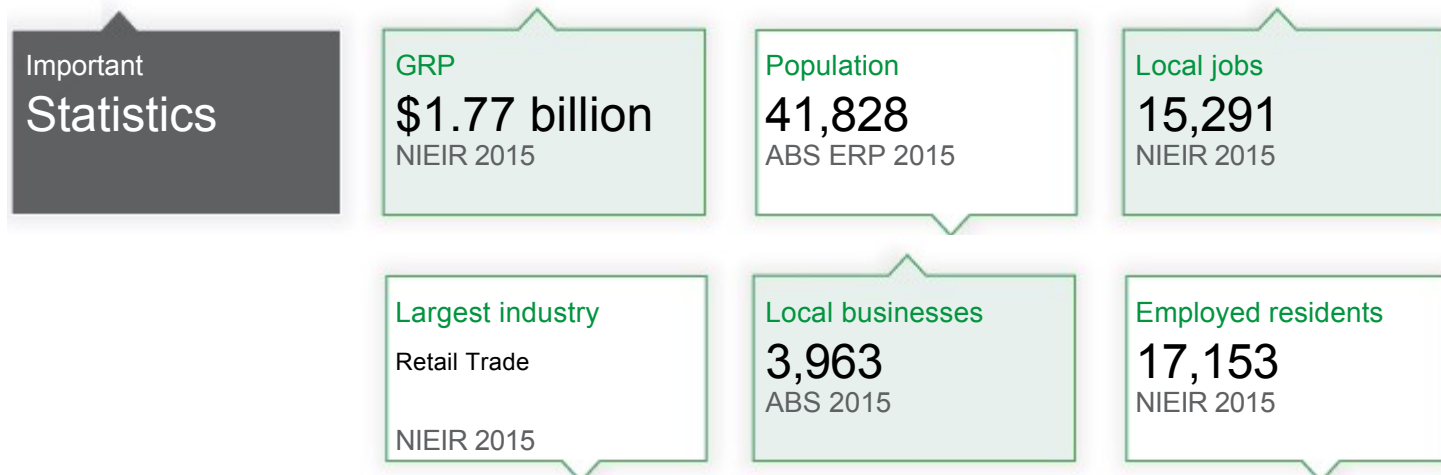 Important
Statistics
GRP
$1.77 billion
NIEIR 2015
Population
41,828
ABS ERP 2015
Local jobs
15,291
NIEIR 2015
Largest industry
Retail Trade
NIEIR 2015
Local businesses
3,963
ABS 2015
Employed residents
17,153
NIEIR 2015